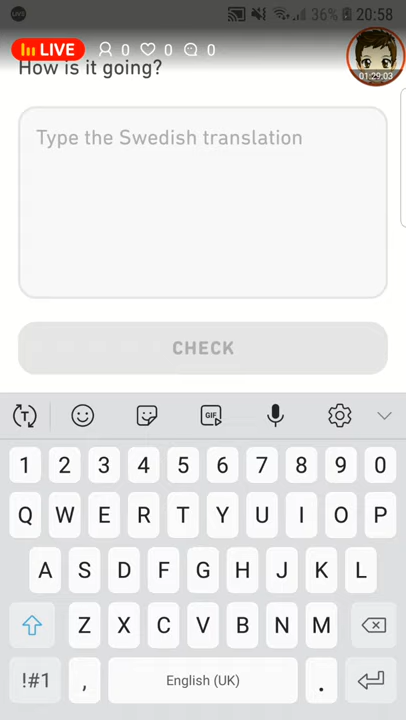 LIVE 36% 20:58
LIVE 0 0 0
How is it going?
01:29:03
Type the Swedish translation
CHECK
T GIF
1 2 3 4 5 6 7 8 9 0
Q W E R T Y U I O P
A S D F G H J K L
Z X C V B N M
!#1 , English (UK) .